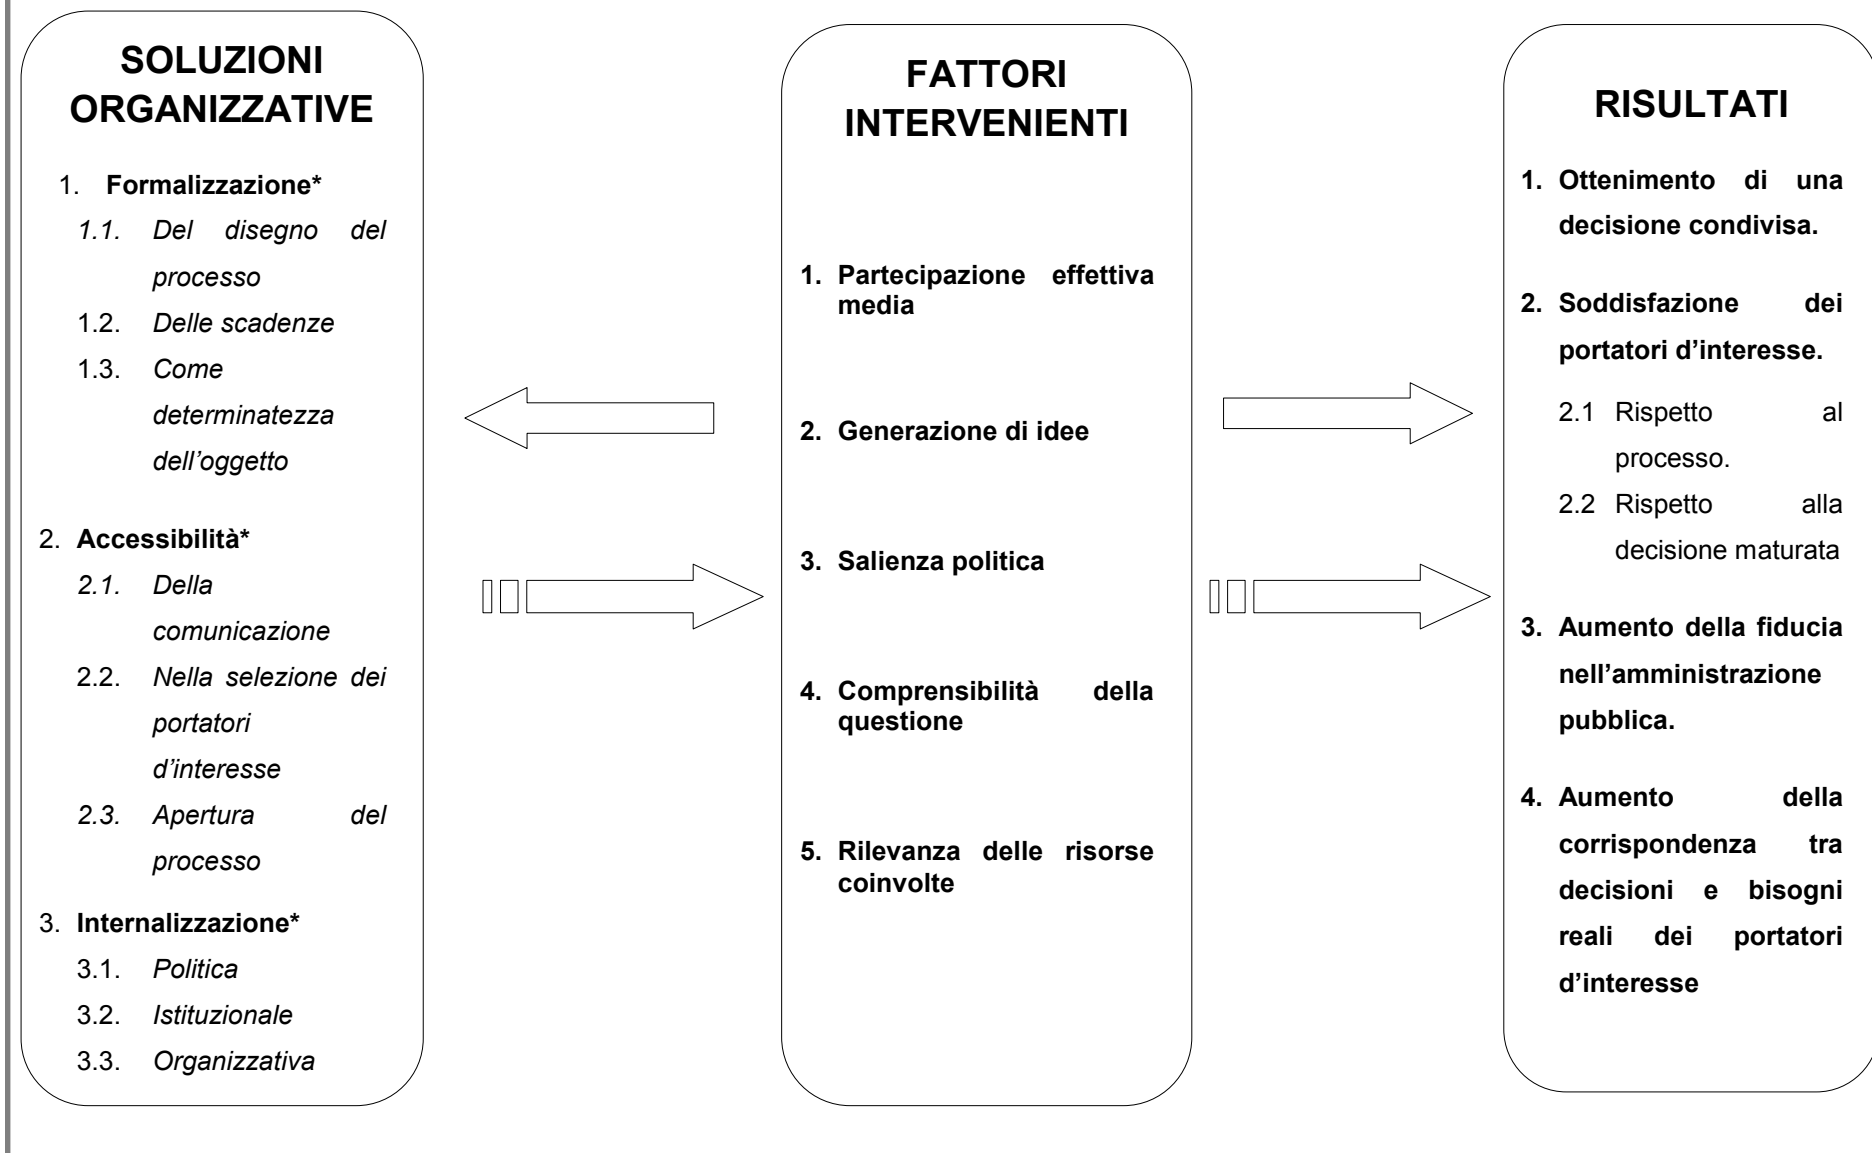 SOLUZIONI
ORGANIZZATIVE
1. Formalizzazione*
1.1. Del disegno del
processo
1.2. Delle scadenze
1.3. Come
determinatezza
dell’oggetto
2. Accessibilità*
2.1. Della
comunicazione
2.2. Nella selezione dei
portatori
d’interesse
2.3. Apertura del
processo
3. Internalizzazione*
3.1. Politica
3.2. Istituzionale
3.3. Organizzativa
FATTORI
INTERVENIENTI
1. Partecipazione effettiva
media
2. Generazione di idee
3. Salienza politica
4. Comprensibilità della
questione
5. Rilevanza delle risorse
coinvolte
RISULTATI
1. Ottenimento di una
decisione condivisa.
2. Soddisfazione dei
portatori d’interesse.
2.1 Rispetto al
processo.
2.2 Rispetto alla
decisione maturata
3. Aumento della fiducia
nell’amministrazione
pubblica.
4. Aumento della
corrispondenza tra
decisioni e bisogni
reali dei portatori
d’interesse